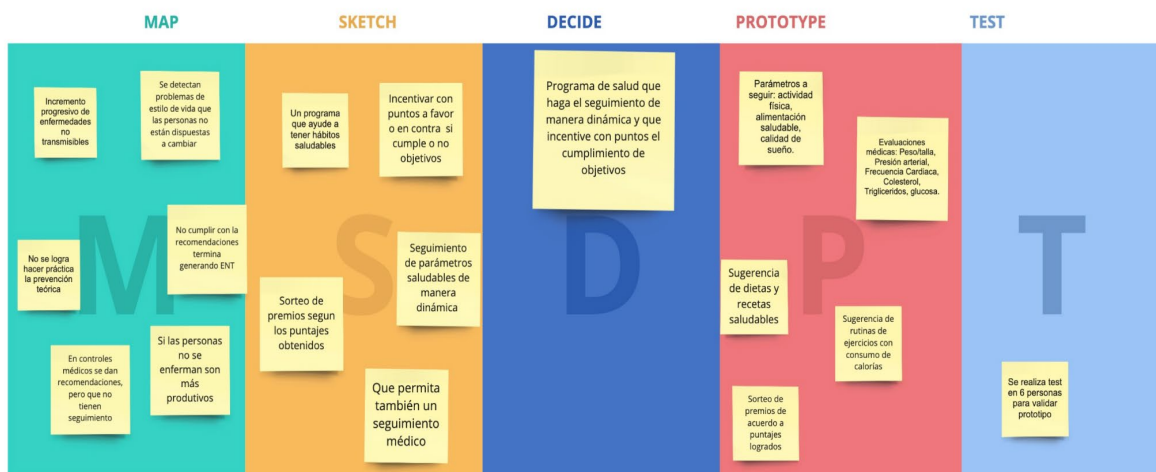 MAP
SKETCH
DECIDE
PROTOTYPE
TEST
M
Incremento
progresivo de
enfermedades
no
transmisibles
Se detectan
problemas de
estilo de vida que
las personas no
están dispuestas
a cambiar
No cumplir con la
recomendaciones
termina
generando ENT
No se logra
hacer práctica
la prevención
teórica
En controles
médicos se dan
recomendaciones,
pero que no
tienen
seguimiento
Si las personas
no se
enferman son
más
produtivos
S
Un programa
que ayude a
tener hábitos
saludables
Incentivar con
puntos a favor
o en contra si
cumple o no
objetivos
Seguimiento
de parámetros
saludables de
manera
dinámica
Sorteo de
premios segun
los puntajes
obtenidos
Que permita
también un
seguimiento
médico
D
Programa de salud que
haga el seguimiento de
manera dinámica y que
incentive con puntos el
cumplimiento de
objetivos
P
Parámetros a
seguir: actividad
física,
alimentación
saludable,
calidad de
sueño.
Evaluaciones
médicas: Peso/talla,
Presión arterial,
Frecuencia Cardiaca,
Colesterol,
Trigliceridos, glucosa.
Sugerencia
de dietas y
recetas
saludables
Sugerencia de
rutinas de
ejercicios con
consumo de
calorías
Sorteo de
premios de
acuerdo a
puntajes
logrados
T
Se realiza test
en 6 personas
para validar
prototipo